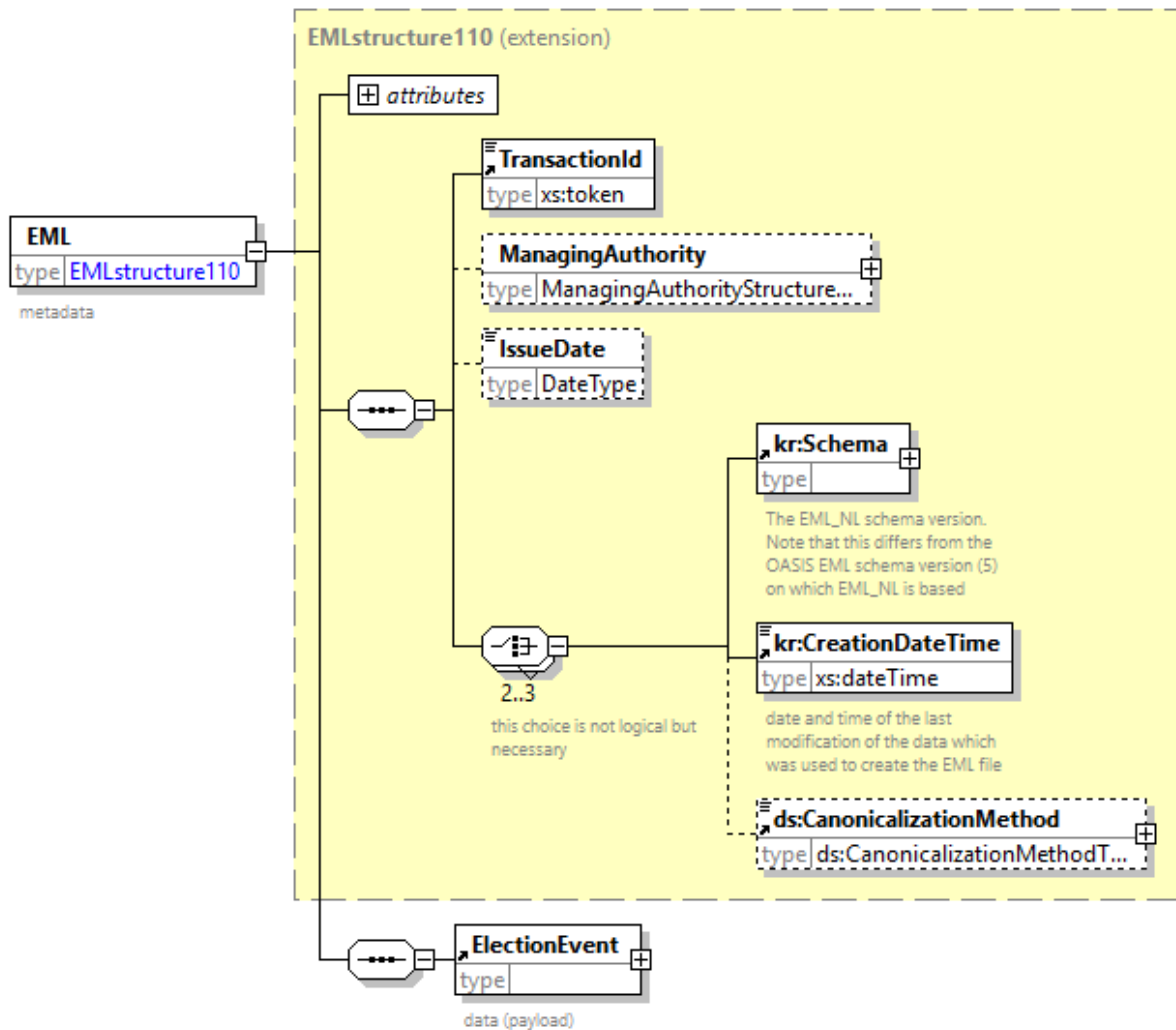 EMLstructure110 (extension)
attributes
TransactionId
type xs:token
EML
type EMLstructure110
metadata
ManagingAuthority
type ManagingAuthorityStructure...
IssueDate
type DateType
kr:Schema
type
The EML_NL schema version.
Note that this differs from the
OASIS EML schema version (5)
on which EML_NL is based
kr:CreationDateTime
type xs:dateTime
2..3
this choice is not logical but
necessary
date and time of the last
modification of the data which
was used to create the EML file
ds:CanonicalizationMethod
type ds:CanonicalizationMethodT...
ElectionEvent
type
data (payload)